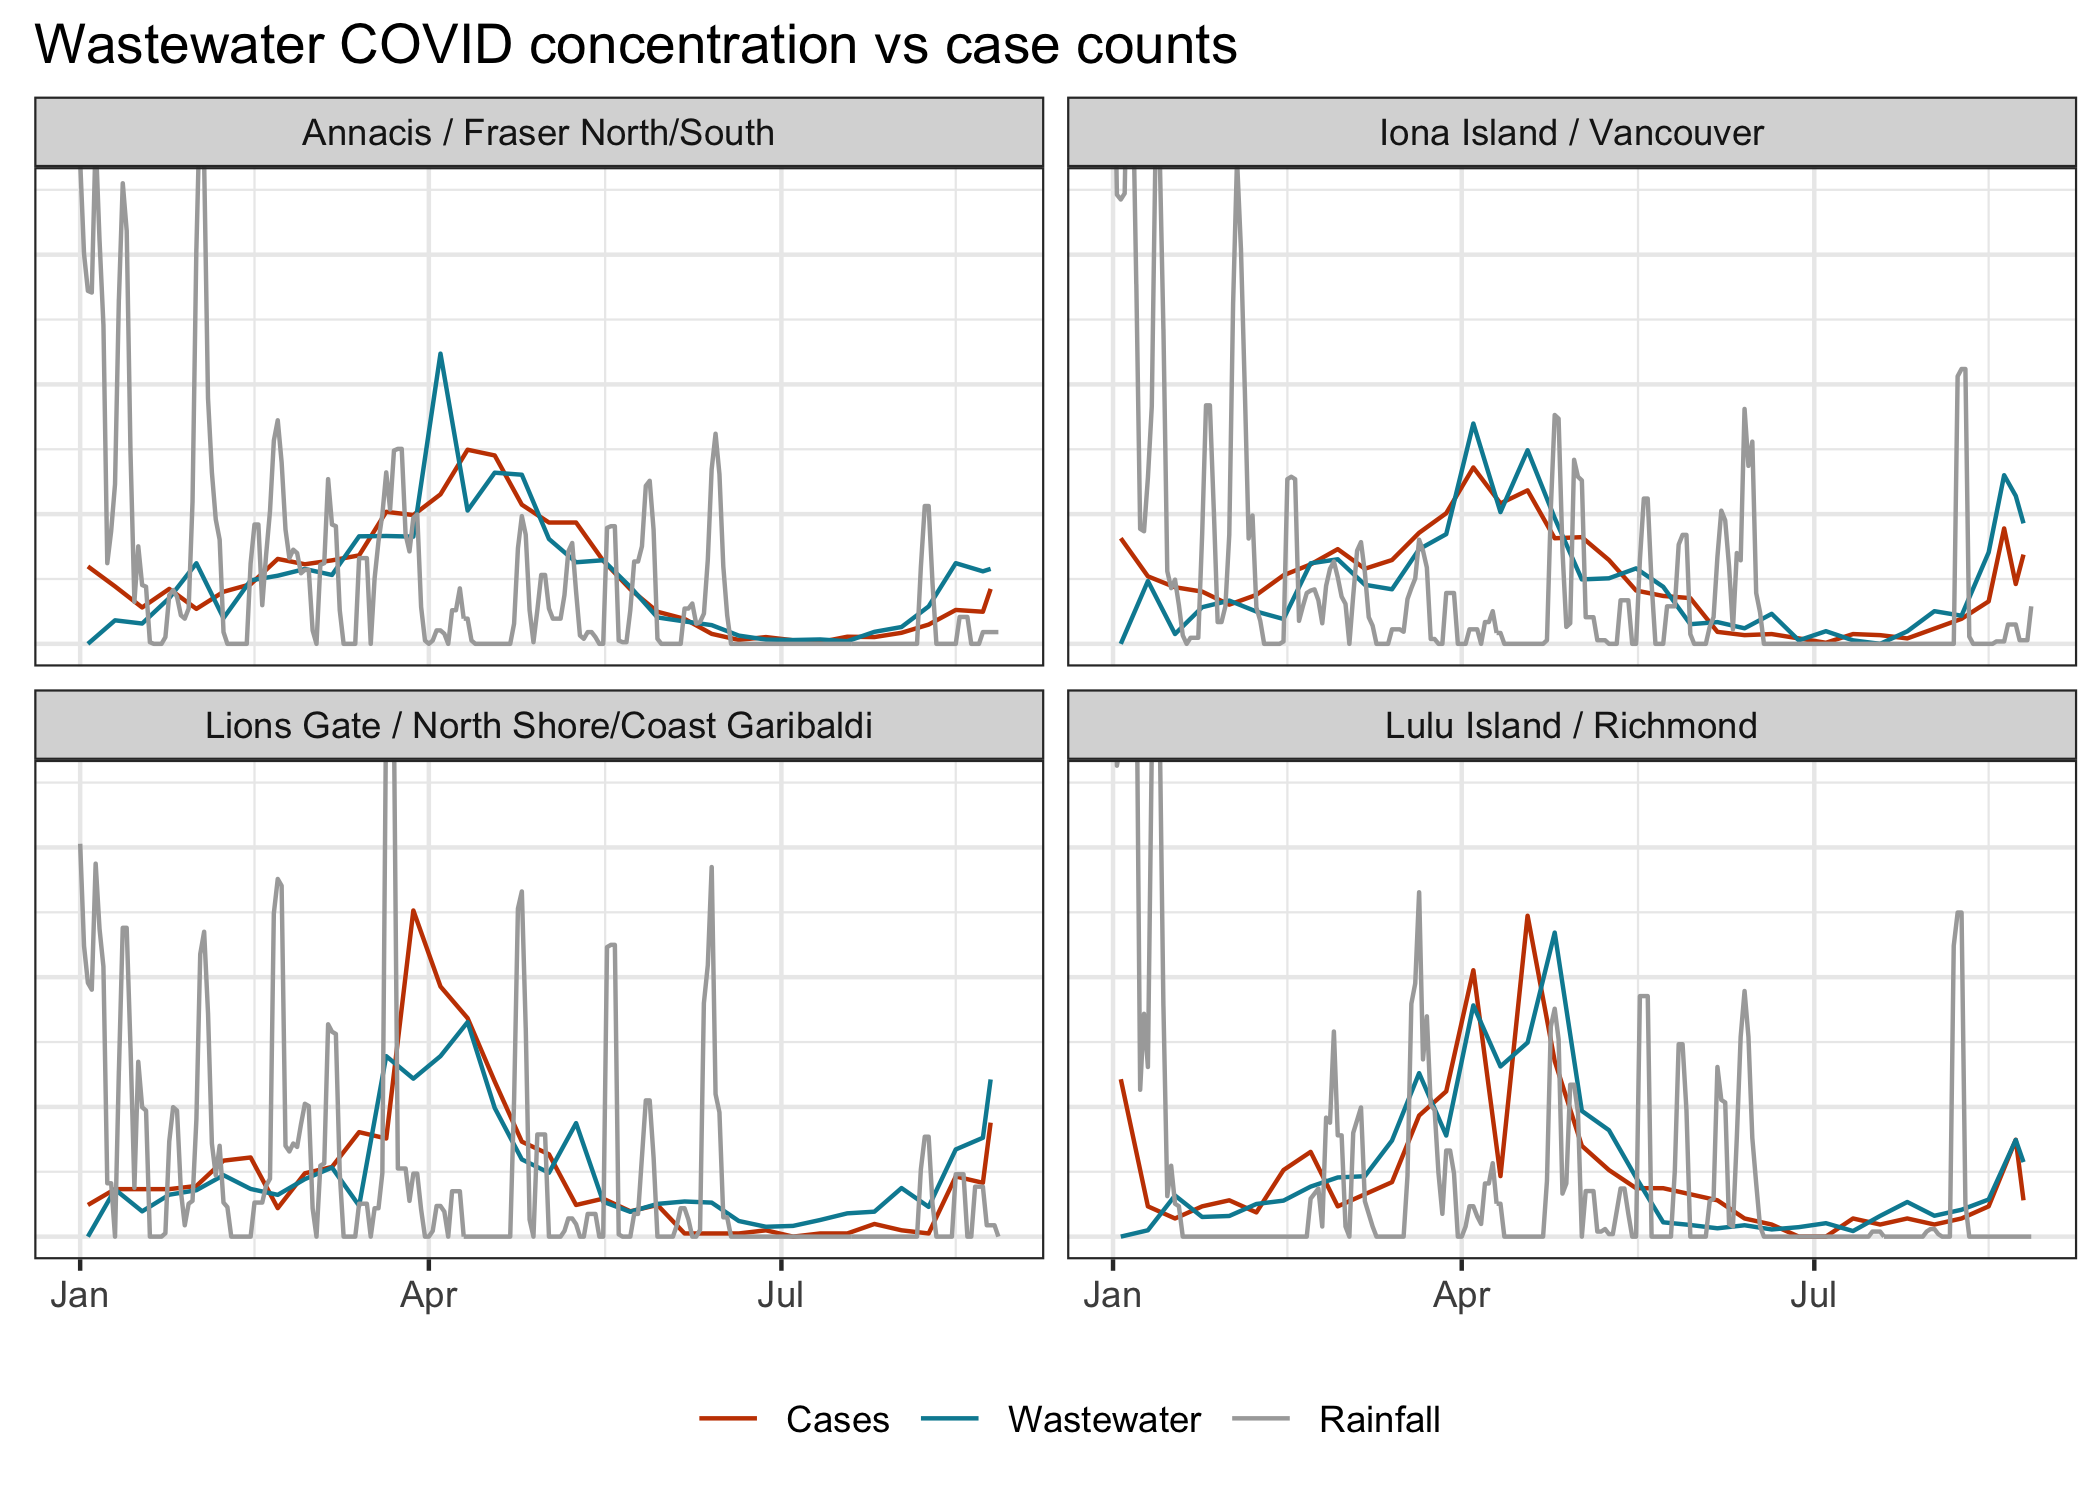 Wastewater COVID concentration vs case counts
Annacis / Fraser North/South
Iona Island / Vancouver
Lions Gate / North Shore/Coast Garibaldi
Lulu Island / Richmond
Jan Apr Jul Jan Apr Jul
Cases Wastewater Rainfall